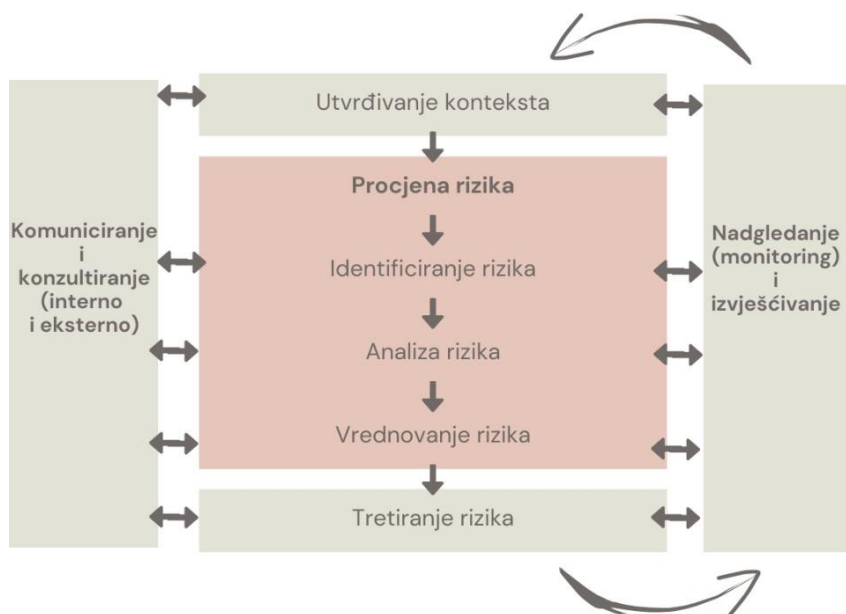 Utvrđivanje konteksta
Procjena rizika
Komuniciranje
i
konzultiranje
(interno
i eksterno)
Identificiranje rizika
Nadgledanje
(monitoring)
i
izvješćivanje
Analiza rizika
Vrednovanje rizika
Tretiranje rizika